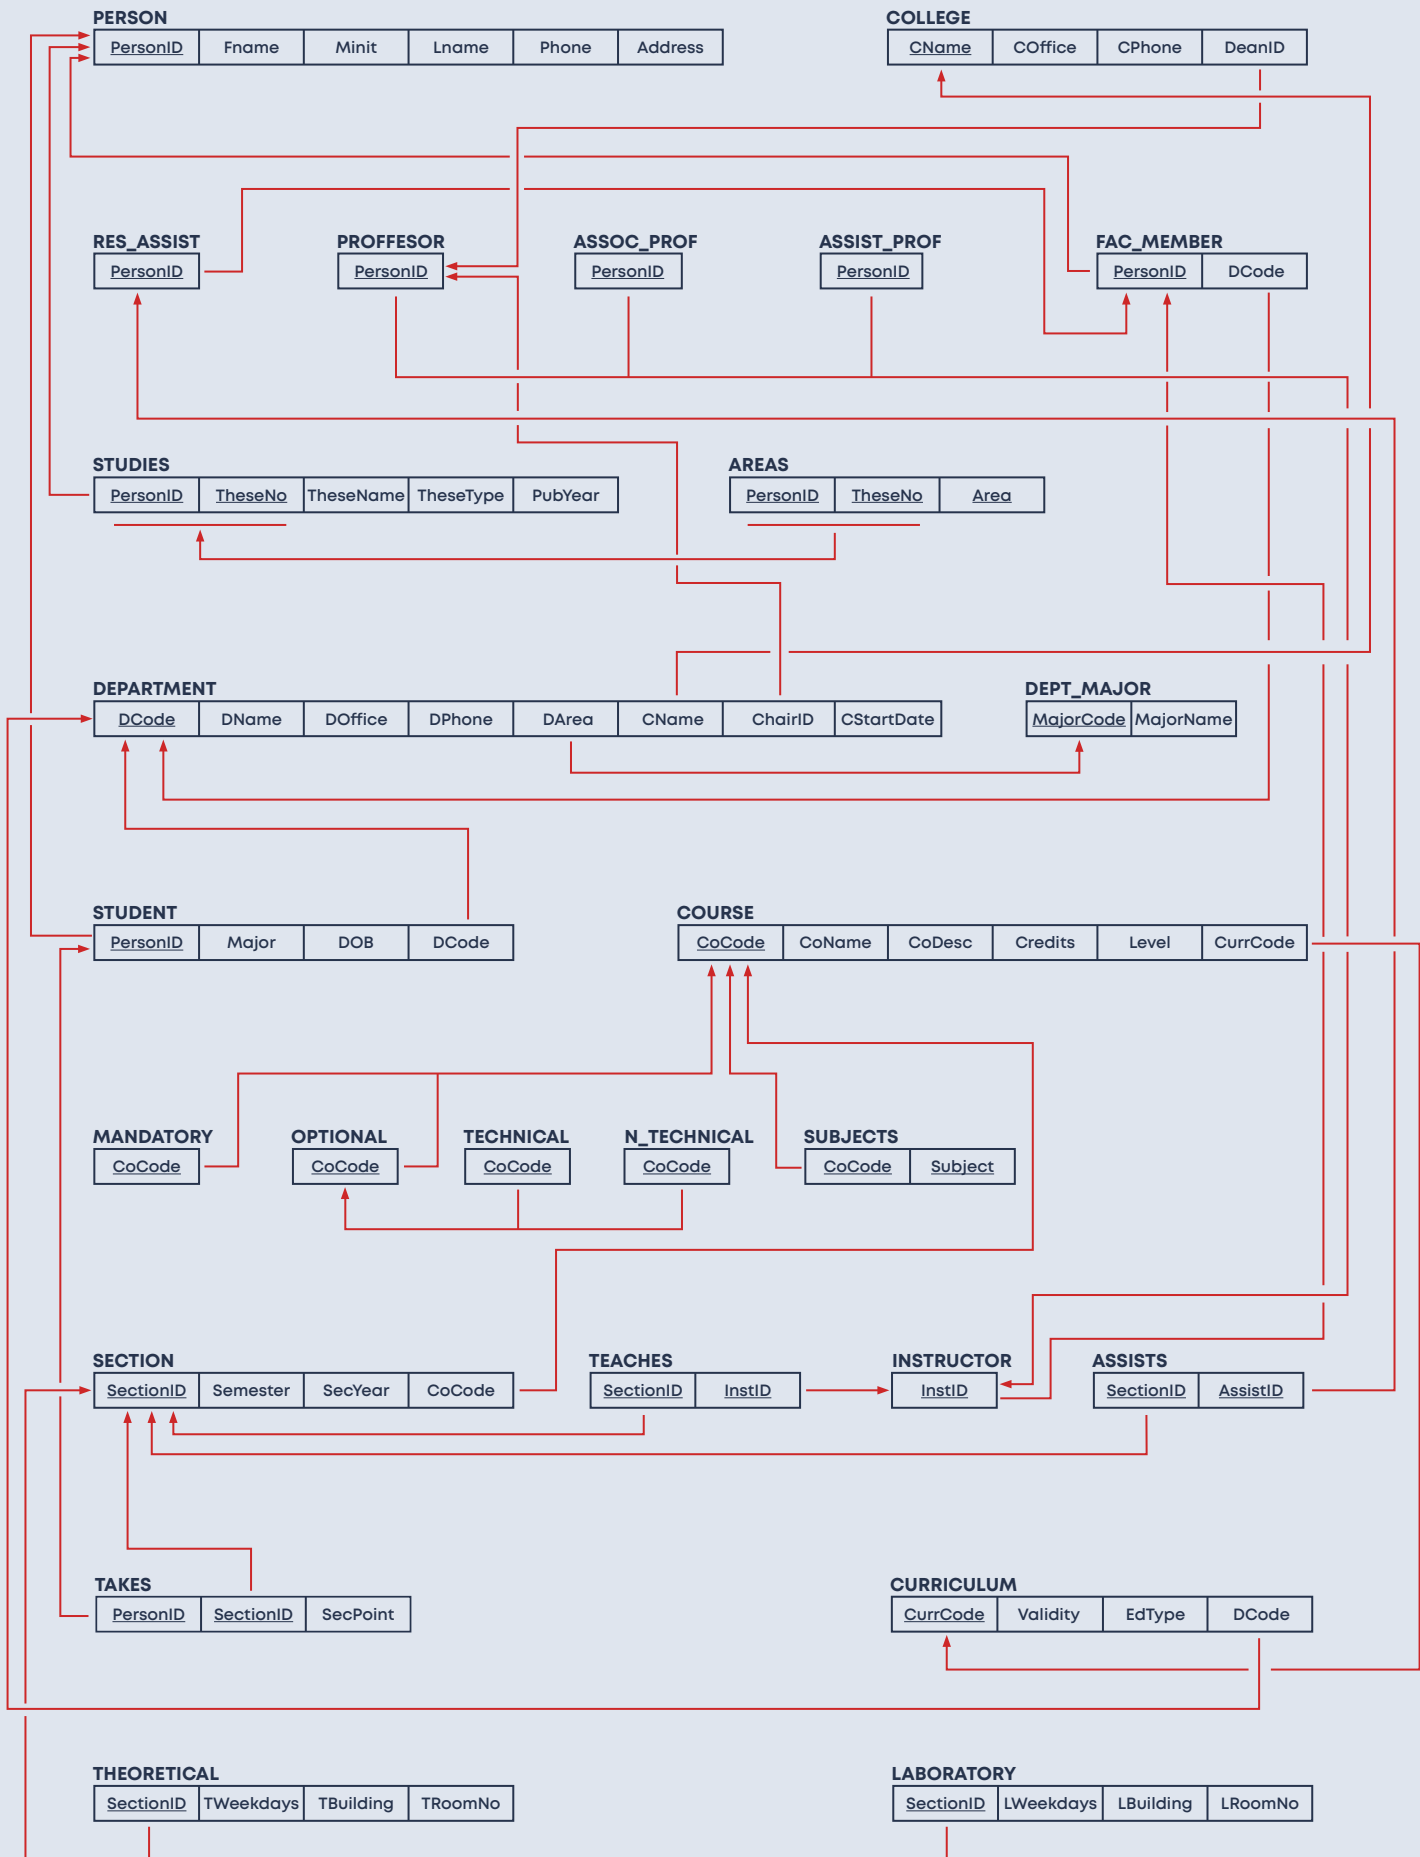 PERSON
PersonID Fname Minit Lname Phone Address
COLLEGE
CName COffice CPhone DeanID
RES_ASSIST
PersonID
PROFFESOR
PersonID
ASSOC_PROF
PersonID
ASSIST_PROF
PersonID
FAC_MEMBER
PersonID DCode
STUDIES
PersonID TheseNo TheseName TheseType PubYear
AREAS
PersonID TheseNo Area
DEPARTMENT
DCode DName DOffice DPhone DArea CName ChairID CStartDate
DEPT_MAJOR
MajorCode MajorName
STUDENT
PersonID Major DOB DCode
COURSE
CoCode CoName CoDesc Credits Level CurrCode
MANDATORY
CoCode
OPTIONAL
CoCode
TECHNICAL
CoCode
N_TECHNICAL
CoCode
SUBJECTS
CoCode Subject
SECTION
SectionID Semester SecYear CoCode
TEACHES
SectionID InstID
INSTRUCTOR
InstID
ASSISTS
SectionID AssistID
TAKES
PersonID SectionID SecPoint
CURRICULUM
CurrCode Validity EdType DCode
THEORETICAL
SectionID TWeekdays TBuilding TRoomNo
LABORATORY
SectionID LWeekdays LBuilding LRoomNo